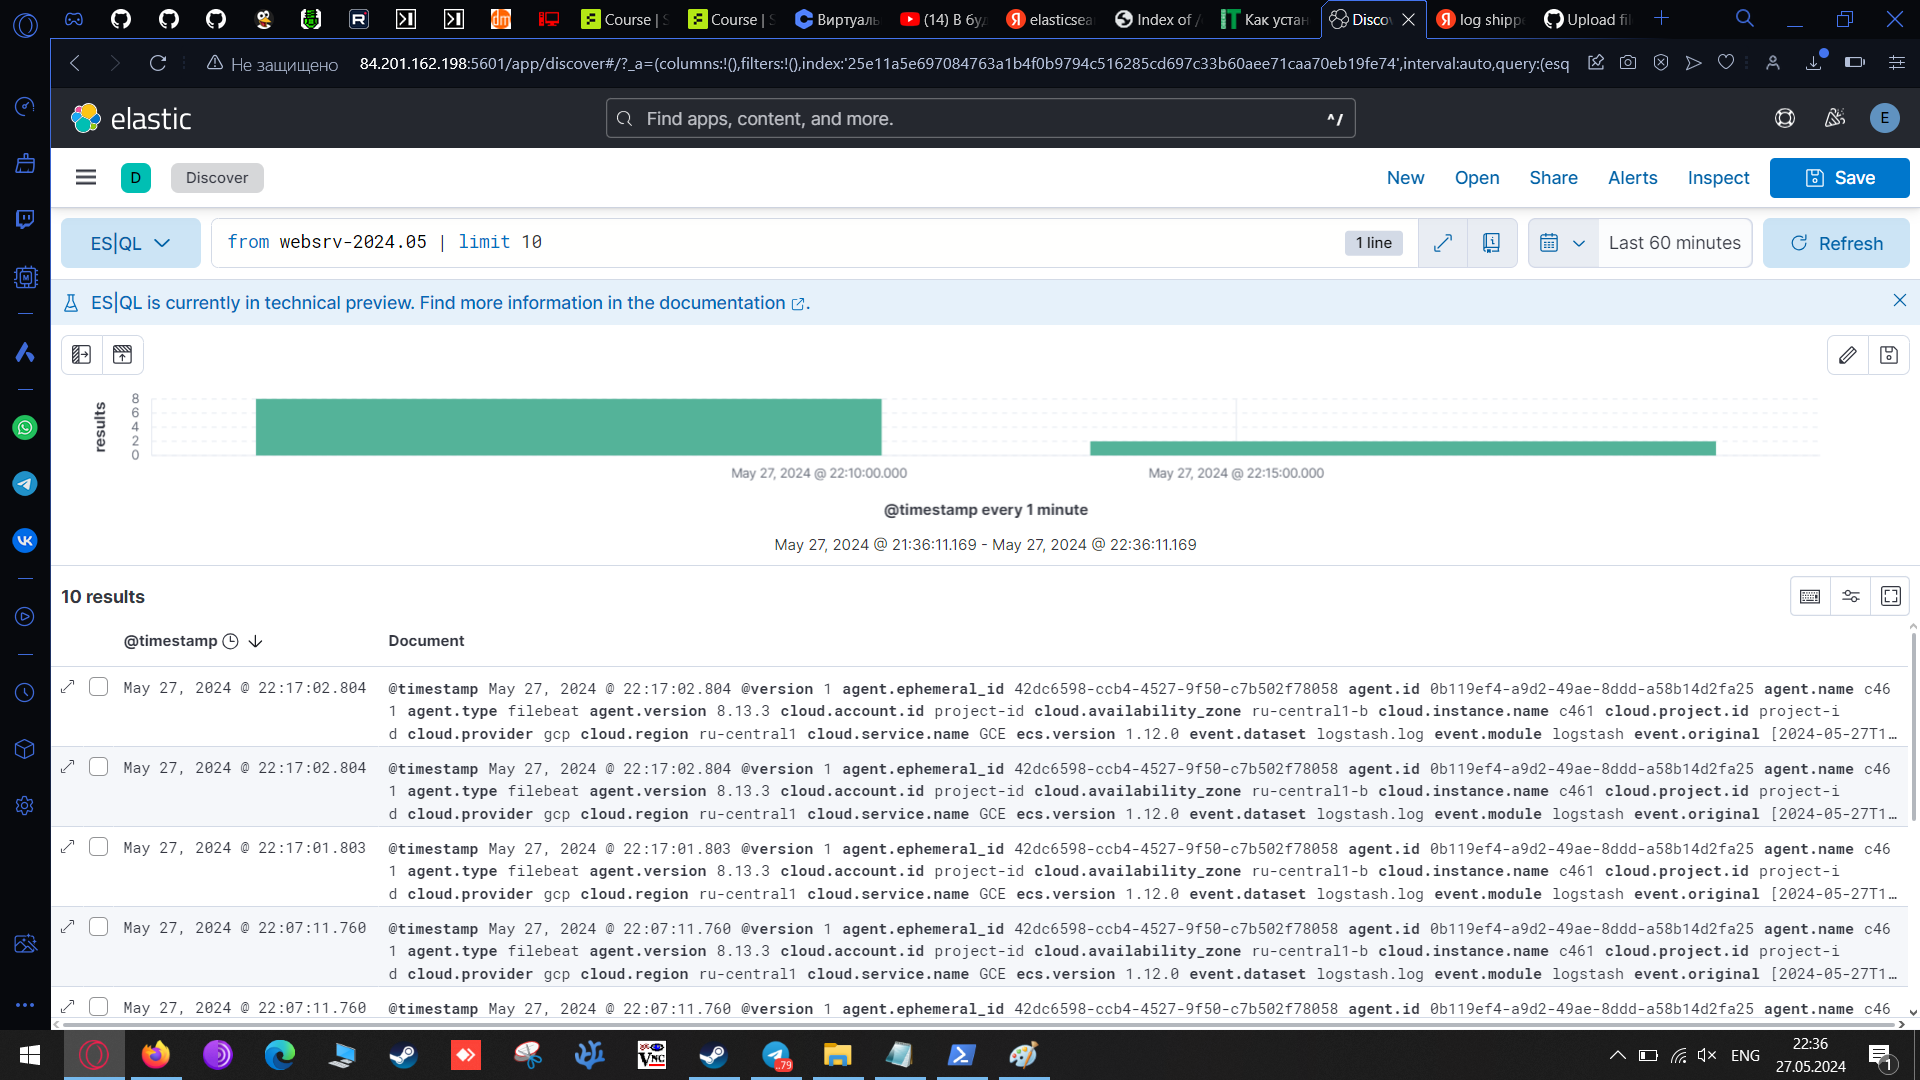 Course | S
Course | S
Виртуаль
(14) В бу
elasticsea
Index of /
Как устан
Disco
log shipp
Upload fil
Не защищено
84.201.162.198:5601/app/discover#/?_a=(columns:!(),filters:!(),index:'25e11a5e697084763a1b4f0b9794c516285cd697c33b60aee71caa70eb19fe74',interval:auto,query:(esq
elastic
Find apps, content, and more.
^/
E
D
Discover
New
Open
Share
Alerts
Inspect
Save
ES|QL
from websrv-2024.05 | limit 10
1 line
Last 60 minutes
Refresh
ES|QL is currently in technical preview. Find more information in the documentation.
results
8
6
4
2
0
May 27, 2024 @ 22:10:00.000
May 27, 2024 @ 22:15:00.000
@timestamp every 1 minute
May 27, 2024 @ 21:36:11.169 - May 27, 2024 @ 22:36:11.169
10 results
@timestamp
Document
May 27, 2024 @ 22:17:02.804
@timestamp May 27, 2024 @ 22:17:02.804 @version 1 agent.ephemeral_id 42dc6598-ccb4-4527-9f50-c7b502f78058 agent.id 0b119ef4-a9d2-49ae-8ddd-a58b14d2fa25 agent.name c46
1 agent.type filebeat agent.version 8.13.3 cloud.account.id project-id cloud.availability_zone ru-central1-b cloud.instance.name c461 cloud.project.id project-i
d cloud.provider gcp cloud.region ru-central1 cloud.service.name GCE ecs.version 1.12.0 event.dataset logstash.log event.module logstash event.original [2024-05-27T1…
May 27, 2024 @ 22:17:02.804
@timestamp May 27, 2024 @ 22:17:02.804 @version 1 agent.ephemeral_id 42dc6598-ccb4-4527-9f50-c7b502f78058 agent.id 0b119ef4-a9d2-49ae-8ddd-a58b14d2fa25 agent.name c46
1 agent.type filebeat agent.version 8.13.3 cloud.account.id project-id cloud.availability_zone ru-central1-b cloud.instance.name c461 cloud.project.id project-i
d cloud.provider gcp cloud.region ru-central1 cloud.service.name GCE ecs.version 1.12.0 event.dataset logstash.log event.module logstash event.original [2024-05-27T1…
May 27, 2024 @ 22:17:01.803
@timestamp May 27, 2024 @ 22:17:01.803 @version 1 agent.ephemeral_id 42dc6598-ccb4-4527-9f50-c7b502f78058 agent.id 0b119ef4-a9d2-49ae-8ddd-a58b14d2fa25 agent.name c46
1 agent.type filebeat agent.version 8.13.3 cloud.account.id project-id cloud.availability_zone ru-central1-b cloud.instance.name c461 cloud.project.id project-i
d cloud.provider gcp cloud.region ru-central1 cloud.service.name GCE ecs.version 1.12.0 event.dataset logstash.log event.module logstash event.original [2024-05-27T1…
May 27, 2024 @ 22:07:11.760
@timestamp May 27, 2024 @ 22:07:11.760 @version 1 agent.ephemeral_id 42dc6598-ccb4-4527-9f50-c7b502f78058 agent.id 0b119ef4-a9d2-49ae-8ddd-a58b14d2fa25 agent.name c46
1 agent.type filebeat agent.version 8.13.3 cloud.account.id project-id cloud.availability_zone ru-central1-b cloud.instance.name c461 cloud.project.id project-i
d cloud.provider gcp cloud.region ru-central1 cloud.service.name GCE ecs.version 1.12.0 event.dataset logstash.log event.module logstash event.original [2024-05-27T1…
May 27, 2024 @ 22:07:11.760
@timestamp May 27, 2024 @ 22:07:11.760 @version 1 agent.ephemeral_id 42dc6598-ccb4-4527-9f50-c7b502f78058 agent.id 0b119ef4-a9d2-49ae-8ddd-a58b14d2fa25 agent.name c46
ENG
22:36
27.05.2024
1